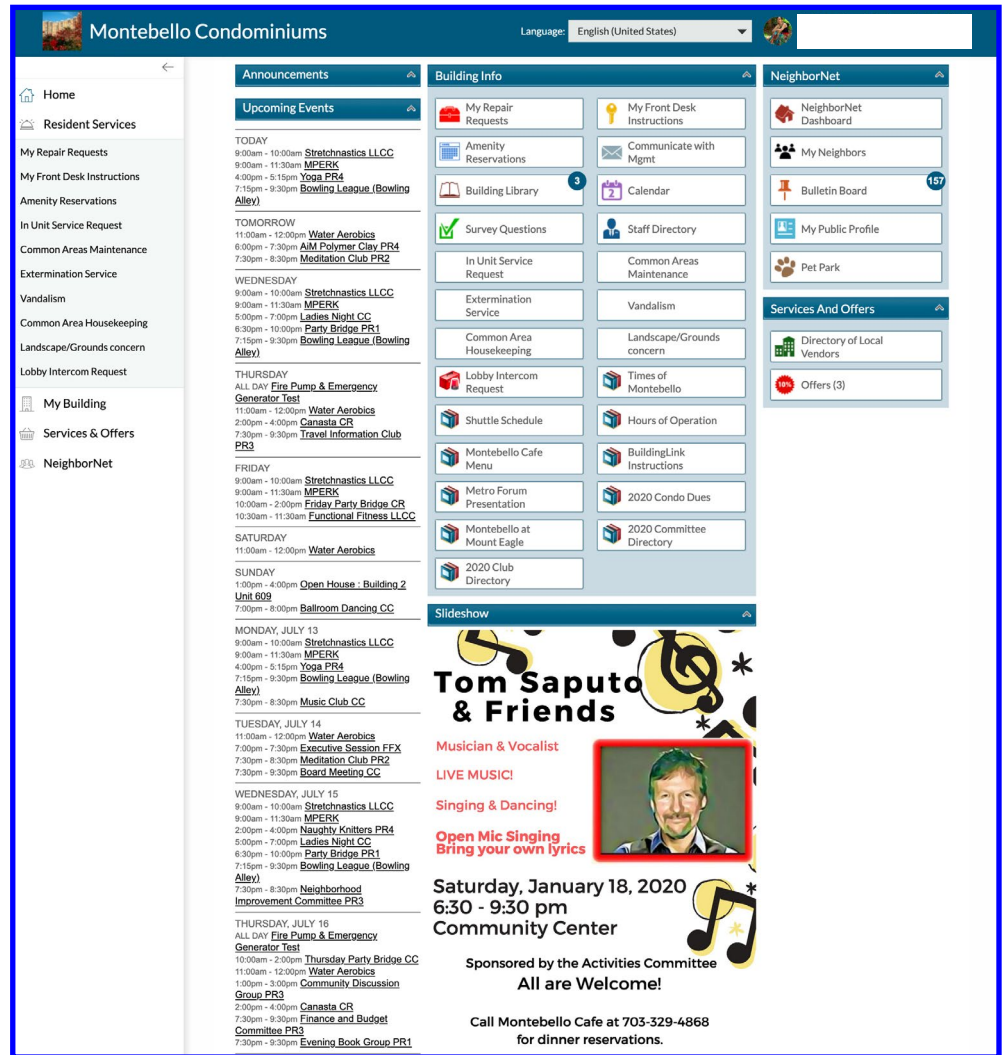 Montebello Condominiums
Language:
English (United States)
Home
Resident Services
My Repair Requests
My Front Desk Instructions
Amenity Reservations
In Unit Service Request
Common Areas Maintenance
Extermination Service
Vandalism
Common Area Housekeeping
Landscape/Grounds concern
Lobby Intercom Request
My Building
Services & Offers
NeighborNet
Announcements
Upcoming Events
TODAY
9:00am - 10:00am Stretchnastics LLCC
9:00am - 11:30am MPERK
4:00pm - 5:15pm Yoga PR4
7:15pm - 9:30pm Bowling League (Bowling
Alley)
TOMORROW
11:00am - 12:00pm Water Aerobics
6:00pm - 7:30pm AiM Polymer Clay PR4
7:30pm - 8:30pm Meditation Club PR2
WEDNESDAY
9:00am - 10:00am Stretchnastics LLCC
9:00am - 11:30am MPERK
5:00pm - 7:00pm Ladies Night CC
6:30pm - 10:00pm Party Bridge PR1
7:15pm - 9:30pm Bowling League (Bowling
Alley)
THURSDAY
ALL DAY Fire Pump & Emergency
Generator Test
11:00am - 12:00pm Water Aerobics
2:00pm - 4:00pm Canasta CR
7:30pm - 9:30pm Travel Information Club
PR3
FRIDAY
9:00am - 10:00am Stretchnastics LLCC
9:00am - 11:30am MPERK
10:00am - 2:00pm Friday Party Bridge CR
10:30am - 11:30am Functional Fitness LLCC
SATURDAY
11:00am - 12:00pm Water Aerobics
SUNDAY
1:00pm - 4:00pm Open House : Building 2
Unit 609
7:00pm - 8:00pm Ballroom Dancing CC
MONDAY, JULY 13
9:00am - 10:00am Stretchnastics LLCC
9:00am - 11:30am MPERK
4:00pm - 5:15pm Yoga PR4
7:15pm - 9:30pm Bowling League (Bowling
Alley)
7:30pm - 8:30pm Music Club CC
TUESDAY, JULY 14
11:00am - 12:00pm Water Aerobics
7:00pm - 7:30pm Executive Session FFX
7:30pm - 8:30pm Meditation Club PR2
7:30pm - 9:30pm Board Meeting CC
WEDNESDAY, JULY 15
9:00am - 10:00am Stretchnastics LLCC
9:00am - 11:30am MPERK
2:00pm - 4:00pm Naughty Knitters PR4
5:00pm - 7:00pm Ladies Night CC
6:30pm - 10:00pm Party Bridge PR1
7:15pm - 9:30pm Bowling League (Bowling
Alley)
7:30pm - 8:30pm Neighborhood
Improvement Committee PR3
THURSDAY, JULY 16
ALL DAY Fire Pump & Emergency
Generator Test
10:00am - 2:00pm Thursday Party Bridge CC
11:00am - 12:00pm Water Aerobics
1:00pm - 3:00pm Community Discussion
Group PR3
2:00pm - 4:00pm Canasta CR
7:30pm - 9:30pm Finance and Budget
Committee PR3
7:30pm - 9:30pm Evening Book Group PR1
Building Info
My Repair
Requests
My Front Desk
Instructions
Amenity
Reservations
Communicate with
Mgmt
Building Library
3
2
Calendar
Survey Questions
Staff Directory
In Unit Service
Request
Common Areas
Maintenance
Extermination
Service
Vandalism
Common Area
Housekeeping
Landscape/Grounds
concern
Lobby Intercom
Request
Times of
Montebello
Shuttle Schedule
Hours of Operation
Montebello Cafe
Menu
BuildingLink
Instructions
Metro Forum
Presentation
2020 Condo Dues
Montebello at
Mount Eagle
2020 Committee
Directory
2020 Club
Directory
Slideshow
Tom Saputo
& Friends
Musician & Vocalist
LIVE MUSIC!
Singing & Dancing!
Open Mic Singing
Bring your own lyrics
Saturday, January 18, 2020
6:30 - 9:30 pm
Community Center
Sponsored by the Activities Committee
All are Welcome!
Call Montebello Cafe at 703-329-4868
for dinner reservations.
NeighborNet
NeighborNet
Dashboard
My Neighbors
Bulletin Board
157
My Public Profile
Pet Park
Services And Offers
Directory of Local
Vendors
10%
Offers (3)